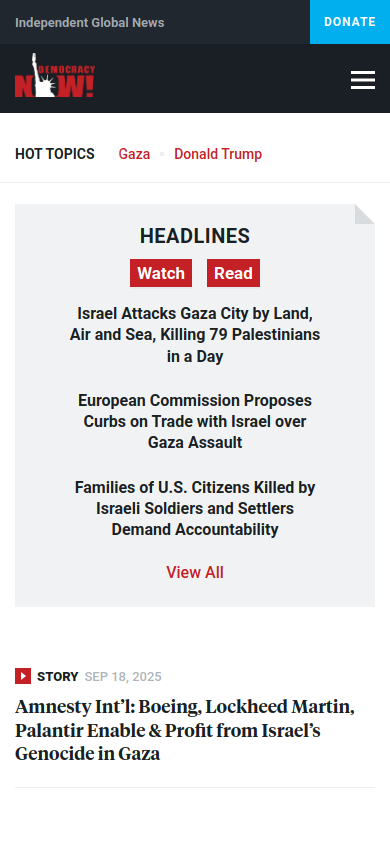 Independent Global News
DONATE
DEMOCRACY
NOW!
HOT TOPICS
Gaza
Donald Trump
HEADLINES
Watch
Read
Israel Attacks Gaza City by Land,
Air and Sea, Killing 79 Palestinians
in a Day
European Commission Proposes
Curbs on Trade with Israel over
Gaza Assault
Families of U.S. Citizens Killed by
Israeli Soldiers and Settlers
Demand Accountability
View All
STORY SEP 18, 2025
Amnesty Int’l: Boeing, Lockheed Martin,
Palantir Enable & Profit from Israel’s
Genocide in Gaza